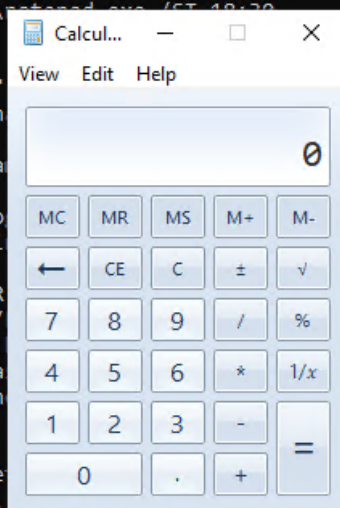 Calcul...
View Edit Help
0
MC MR MS M+ M-
← CE C ± √
7 8 9 / %
4 5 6 * 1/x
1 2 3 - =
0 . +